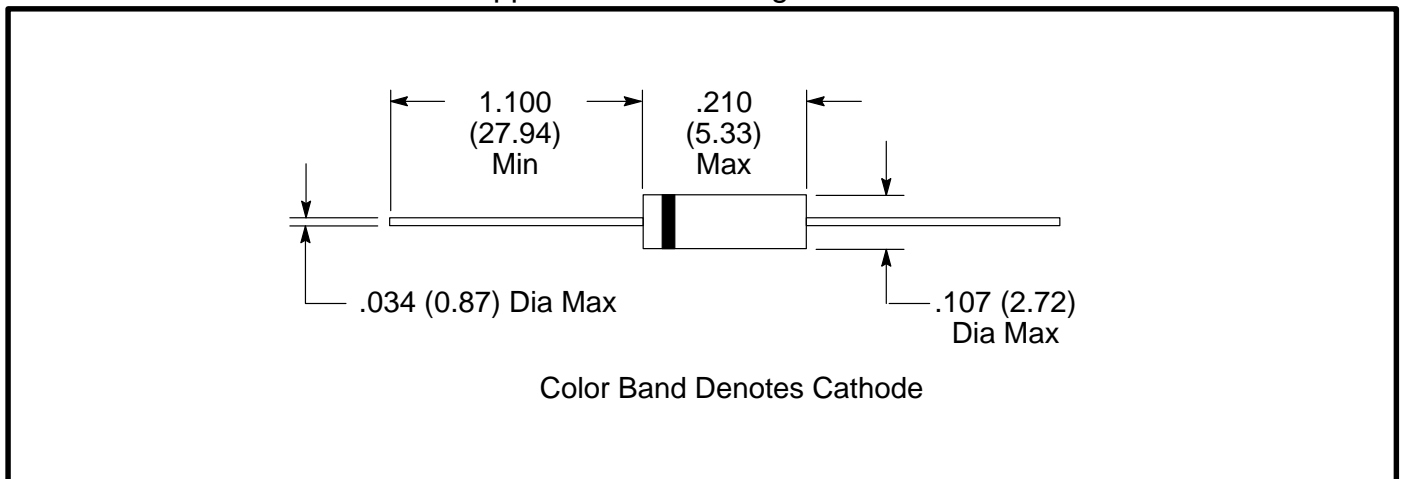 1.100
(27.94)
Min
.210
(5.33)
Max
.034 (0.87) Dia Max
.107 (2.72)
Dia Max
Color Band Denotes Cathode